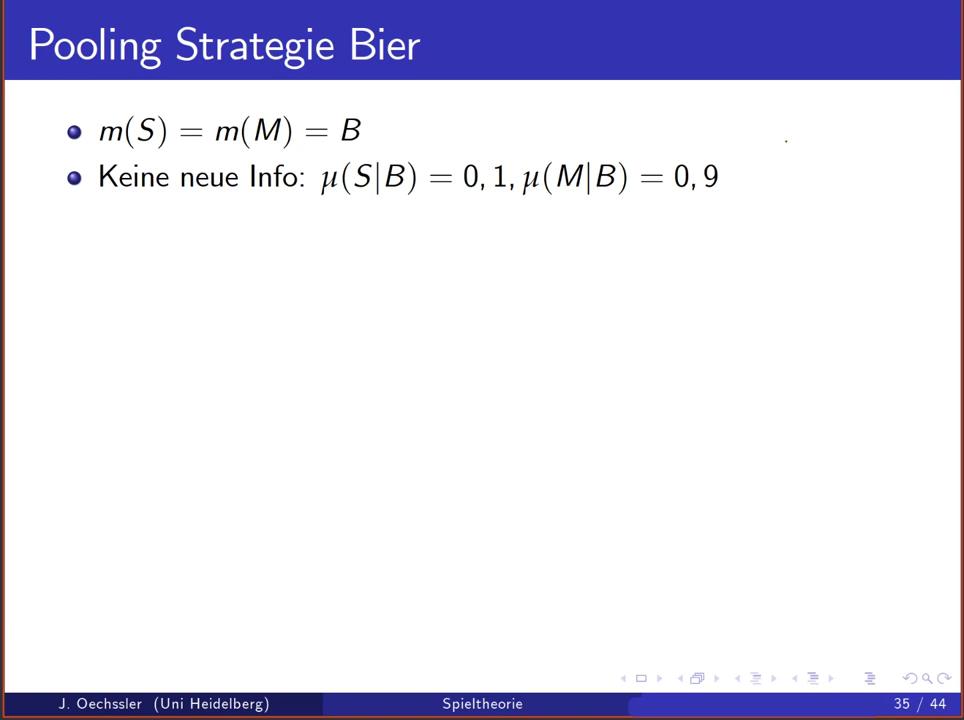 Pooling Strategie Bier
m(S) = m(M) = B
Keine neue Info: μ(S|B) = 0, 1, μ(M|B) = 0, 9
J. Oechssler (Uni Heidelberg)
Spieltheorie
35 / 44